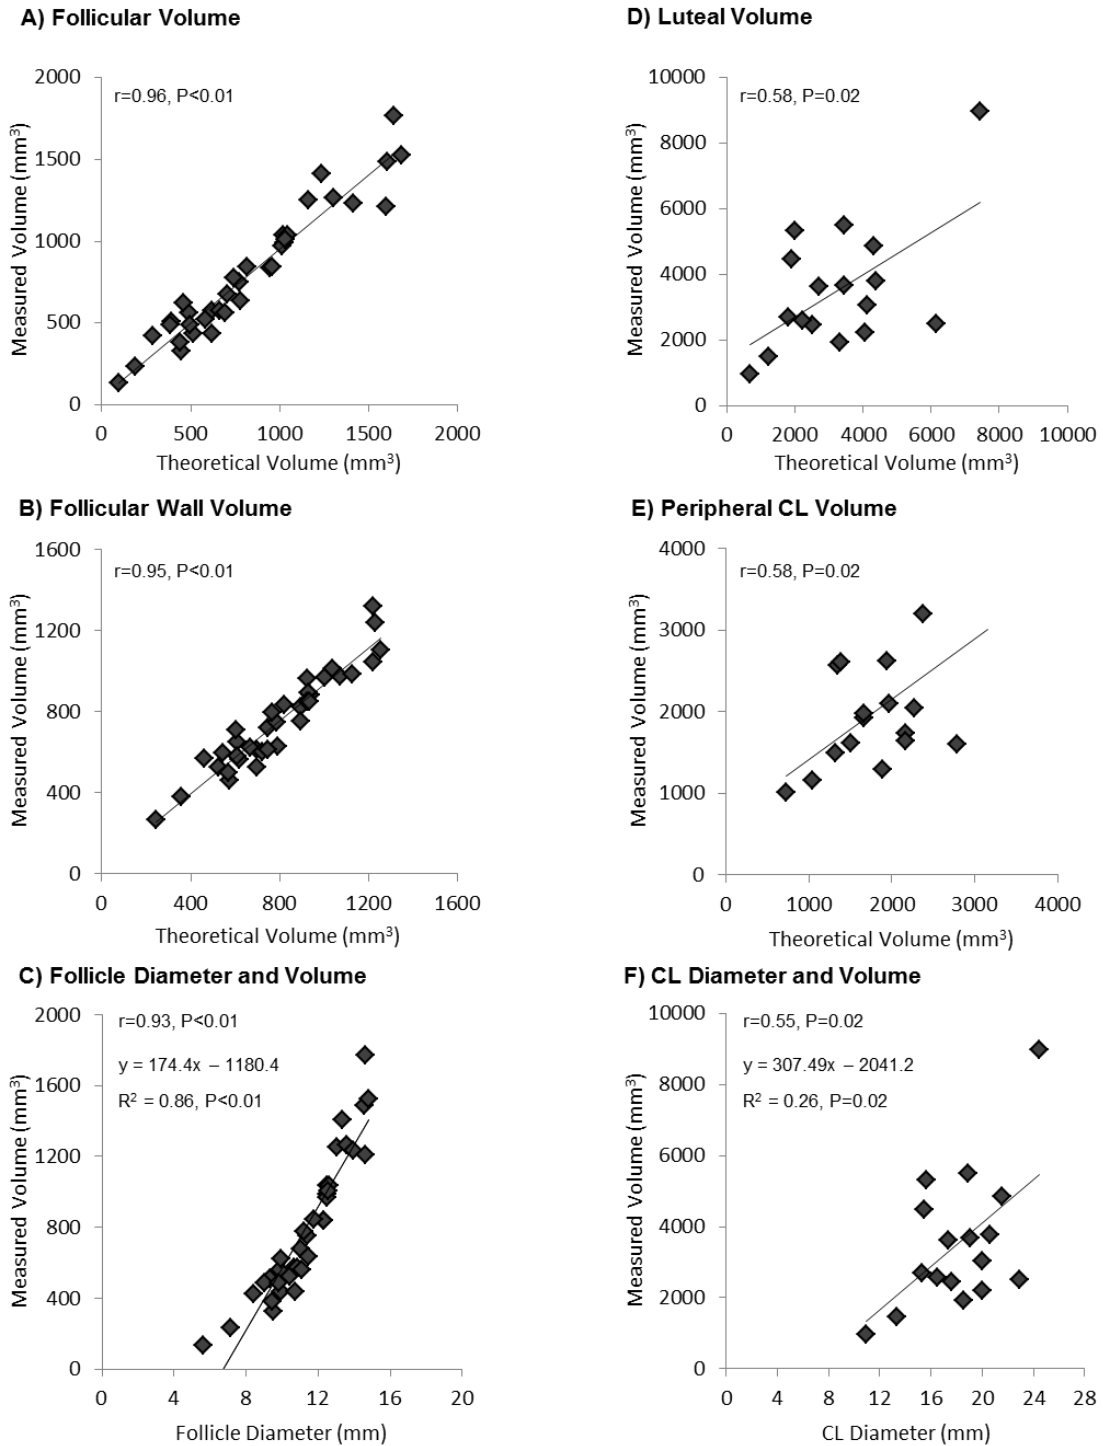 A) Follicular Volume
r=0.96, P<0.01
2000
1500
1000
500
0
0 500 1000 1500 2000
Measured Volume (mm³)
Theoretical Volume (mm³)
D) Luteal Volume
r=0.58, P=0.02
10000
8000
6000
4000
2000
0
0 2000 4000 6000 8000 10000
Measured Volume (mm³)
Theoretical Volume (mm³)
B) Follicular Wall Volume
r=0.95, P<0.01
1600
1200
800
400
0
0 400 800 1200 1600
Measured Volume (mm³)
Theoretical Volume (mm³)
E) Peripheral CL Volume
r=0.58, P=0.02
4000
3000
2000
1000
0
0 1000 2000 3000 4000
Measured Volume (mm³)
Theoretical Volume (mm³)
C) Follicle Diameter and Volume
r=0.93, P<0.01
y = 174.4x – 1180.4
R² = 0.86, P<0.01
2000
1600
1200
800
400
0
0 4 8 12 16 20
Measured Volume (mm³)
Follicle Diameter (mm)
F) CL Diameter and Volume
r=0.55, P=0.02
y = 307.49x – 2041.2
R² = 0.26, P=0.02
10000
8000
6000
4000
2000
0
0 4 8 12 16 20 24 28
Measured Volume (mm³)
CL Diameter (mm)